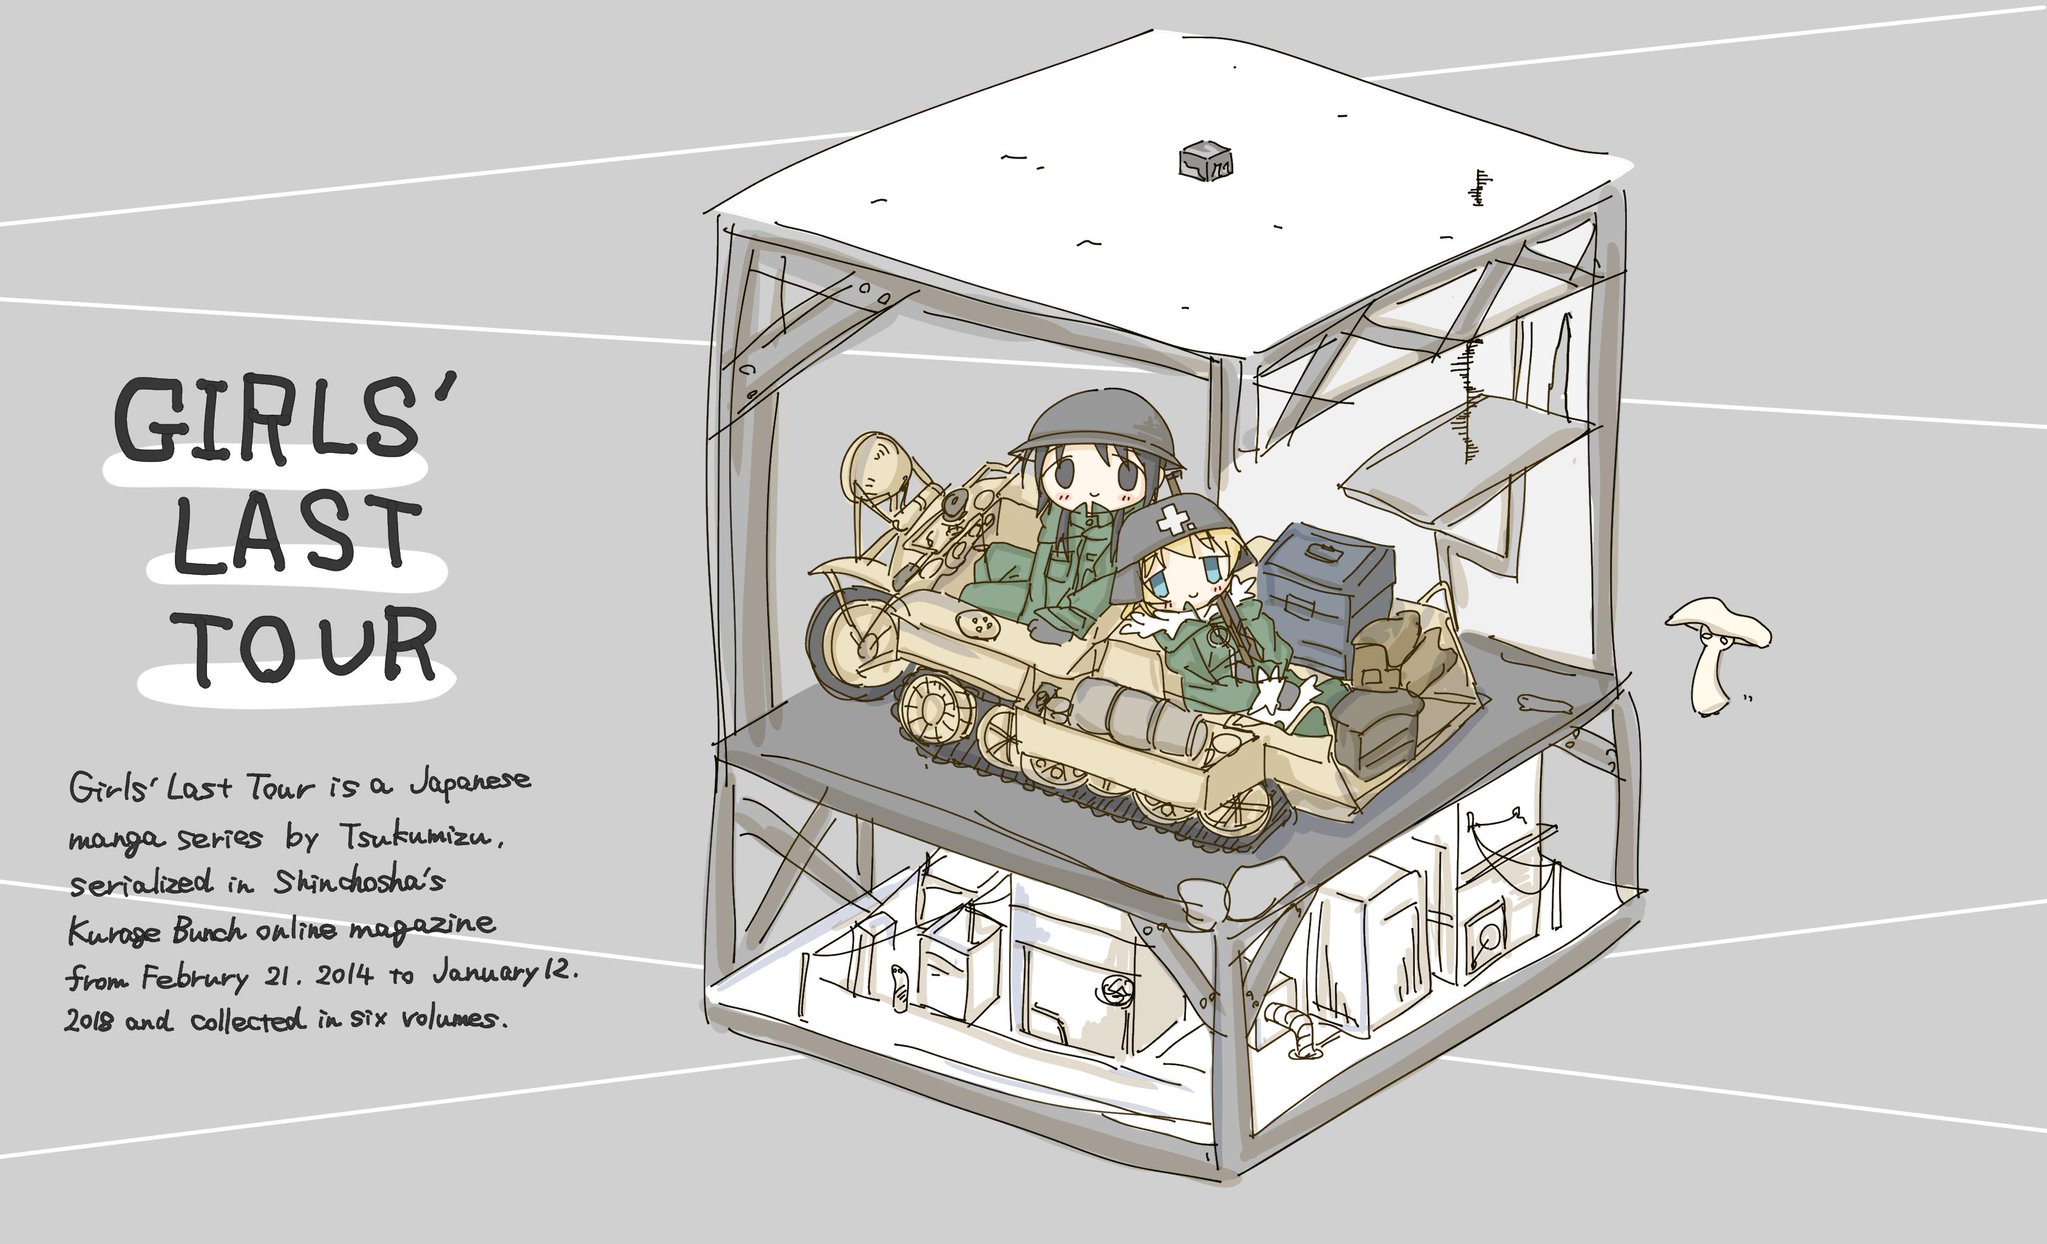 GIRLS'
LAST
TOUR
Girls' Last Tour is a Japanese
manga series by Tsukumizu,
serialized in Shinchosha's
Kurage Bunch online magazine
from Februry 21. 2014 to January 12.
2018 and collected in six volumes.